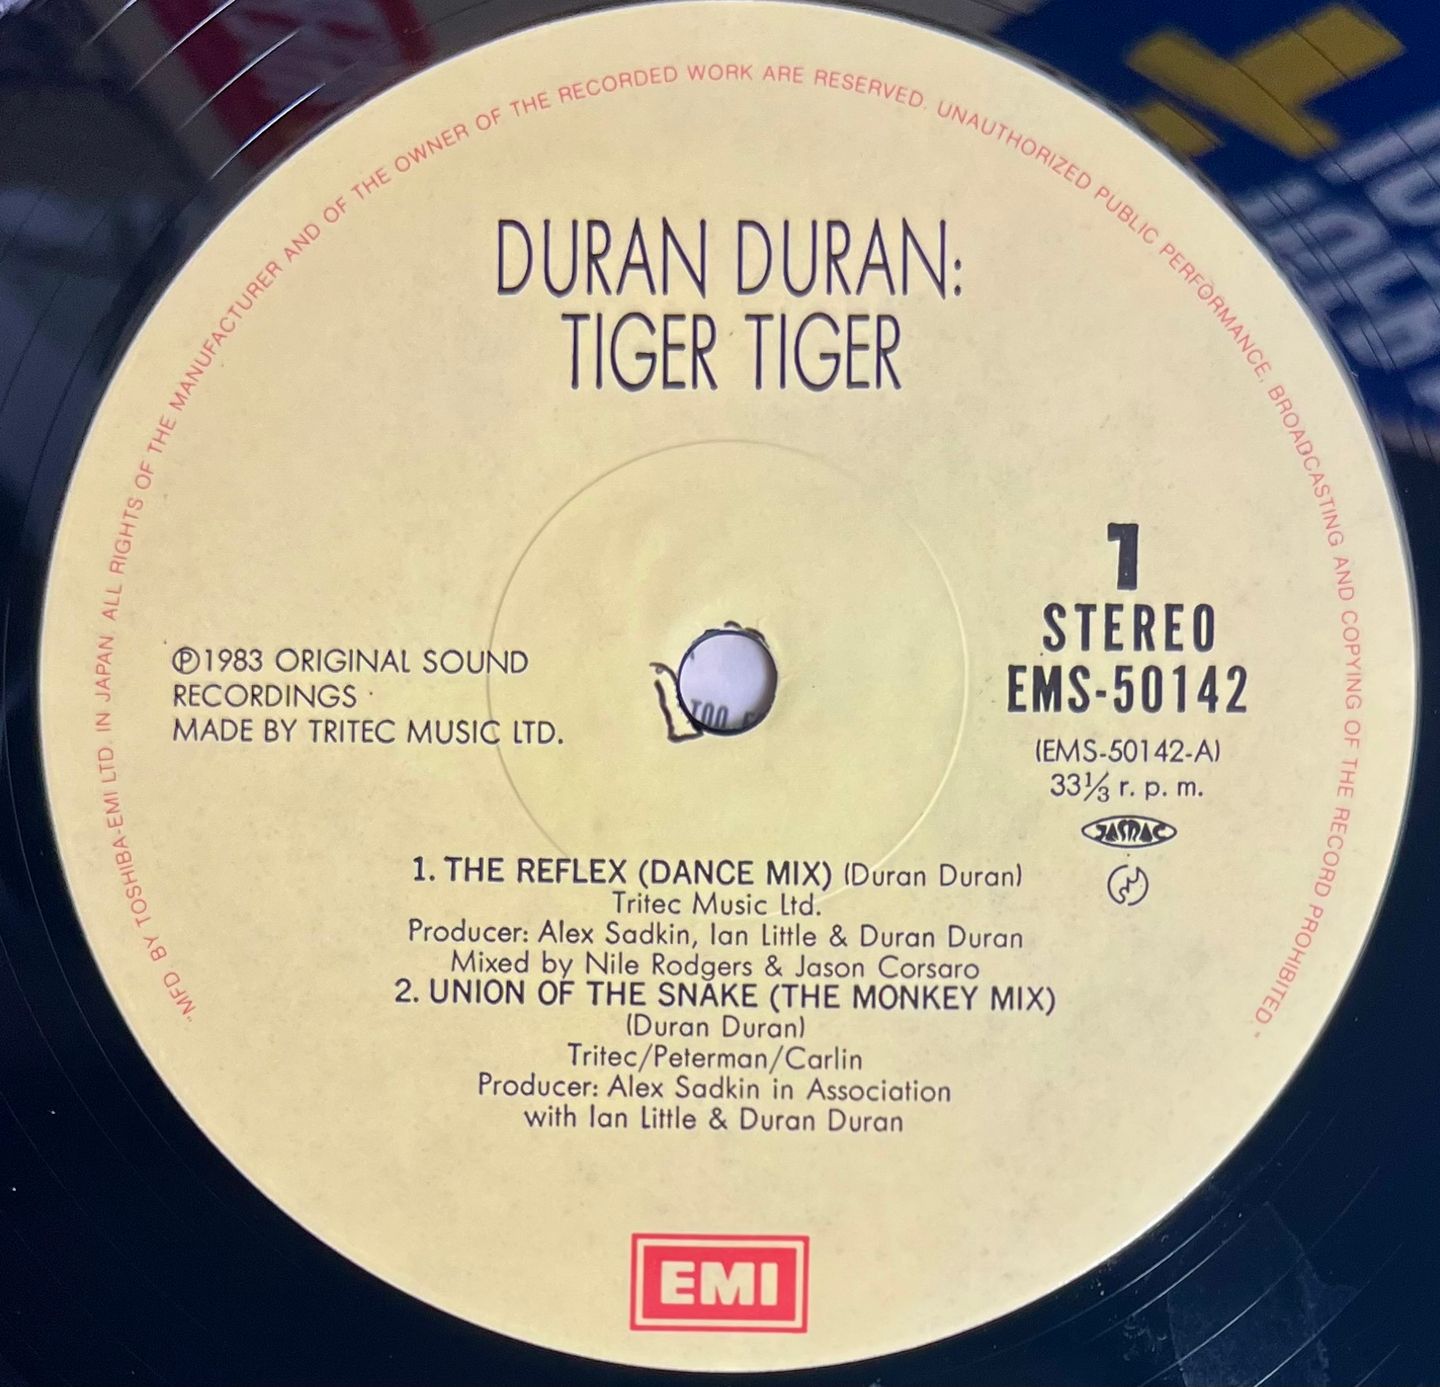 "MFD BY TOSHIBA-EMI LTD. IN JAPAN. ALL RIGHTS OF THE MANUFACTURER AND OF THE OWNER OF THE RECORDED WORK ARE RESERVED. UNAUTHORIZED PUBLIC PERFORMANCE, BROADCASTING AND COPYING OF THE RECORD PROHIBITED."
DURAN DURAN:
TIGER TIGER
1
STEREO
EMS-50142
(EMS-50142-A)
33⅓ r. p. m.
JASRAC
℗1983 ORIGINAL SOUND
RECORDINGS
MADE BY TRITEC MUSIC LTD.
1. THE REFLEX (DANCE MIX) (Duran Duran)
Tritec Music Ltd.
Producer: Alex Sadkin, Ian Little & Duran Duran
Mixed by Nile Rodgers & Jason Corsaro
2. UNION OF THE SNAKE (THE MONKEY MIX)
(Duran Duran)
Tritec/Peterman/Carlin
Producer: Alex Sadkin in Association
with Ian Little & Duran Duran
EMI